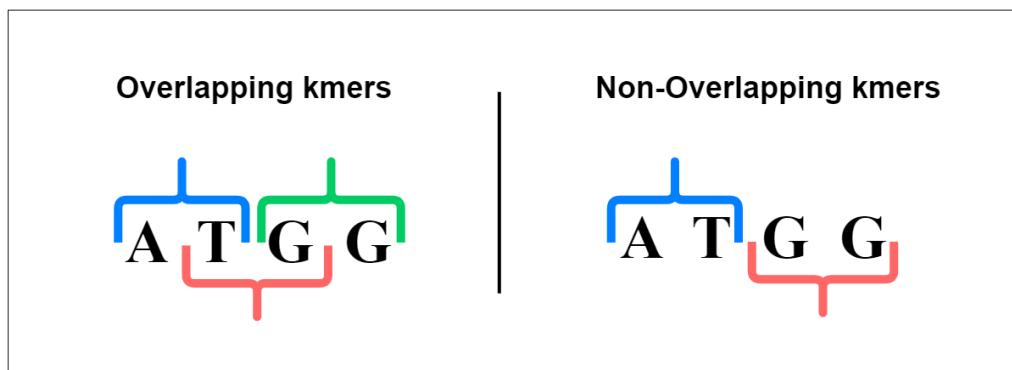 Overlapping kmers
A T G G
Non-Overlapping kmers
A T G G